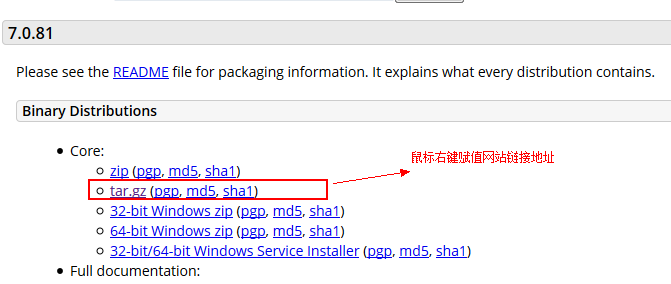 7.0.81
Please see the README file for packaging information. It explains what every distribution contains.
Binary Distributions
Core:
zip (pgp, md5, sha1)
鼠标右键赋值网站链接地址
tar.gz (pgp, md5, sha1)
32-bit Windows zip (pgp, md5, sha1)
64-bit Windows zip (pgp, md5, sha1)
32-bit/64-bit Windows Service Installer (pgp, md5, sha1)
Full documentation: